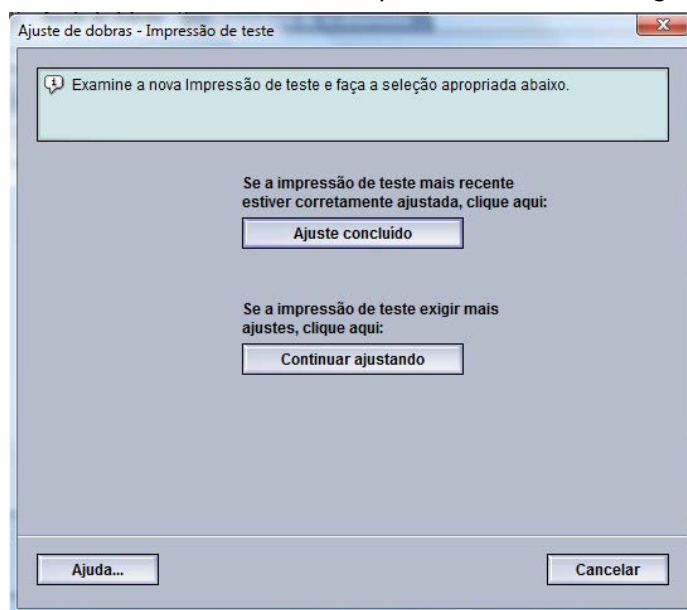 Ajuste de dobras - Impressão de teste
Examine a nova Impressão de teste e faça a seleção apropriada abaixo.
Se a impressão de teste mais recente
estiver corretamente ajustada, clique aqui:
Ajuste concluído
Se a impressão de teste exigir mais
ajustes, clique aqui:
Continuar ajustando
Ajuda...
Cancelar